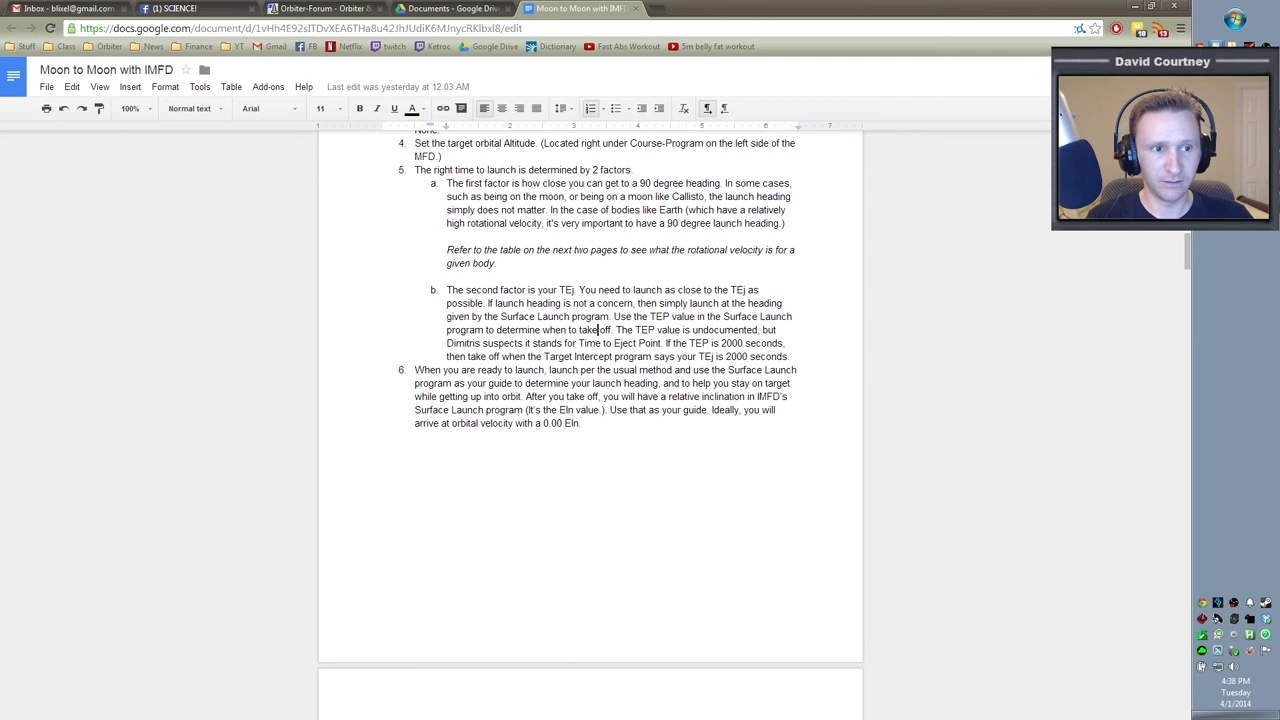 Inbox - blixel@gmail.com
(1) SCIENCE!
Orbiter-Forum - Orbiter &
Documents - Google Drive
Moon to Moon with IMFD
Stuff
Class
Orbiter
News
Finance
YT
Gmail
FB
Netflix
twitch
Ketroc
Google Drive
Dictionary
Fast Abs Workout
5m belly fat workout
David Courtney
Moon to Moon with IMFD
File Edit View Insert Format Tools Table Add-ons Help Last edit was yesterday at 12.03 AM
100% Normal text Arial 11 B I U A
1 1 2 3 4 5 6 7
None.
4. Set the target orbital Altitude. (Located right under Course-Program on the left side of the
MFD.)
5. The right time to launch is determined by 2 factors.
a. The first factor is how close you can get to a 90 degree heading. In some cases,
such as being on the moon, or being on a moon like Callisto, the launch heading
simply does not matter. In the case of bodies like Earth (which have a relatively
high rotational velocity, it's very important to have a 90 degree launch heading.)
Refer to the table on the next two pages to see what the rotational velocity is for a
given body.
b. The second factor is your TEj. You need to launch as close to the TEj as
possible. If launch heading is not a concern, then simply launch at the heading
given by the Surface Launch program. Use the TEP value in the Surface Launch
program to determine when to take off. The TEP value is undocumented, but
Dimitris suspects it stands for Time to Eject Point. If the TEP is 2000 seconds,
then take off when the Target Intercept program says your TEj is 2000 seconds.
6. When you are ready to launch, launch per the usual method and use the Surface Launch
program as your guide to determine your launch heading, and to help you stay on target
while getting up into orbit. After you take off, you will have a relative inclination in IMFD's
Surface Launch program (It's the EIn value.). Use that as your guide. Ideally, you will
arrive at orbital velocity with a 0.00 EIn.
4:38 PM
Tuesday
4/1/2014